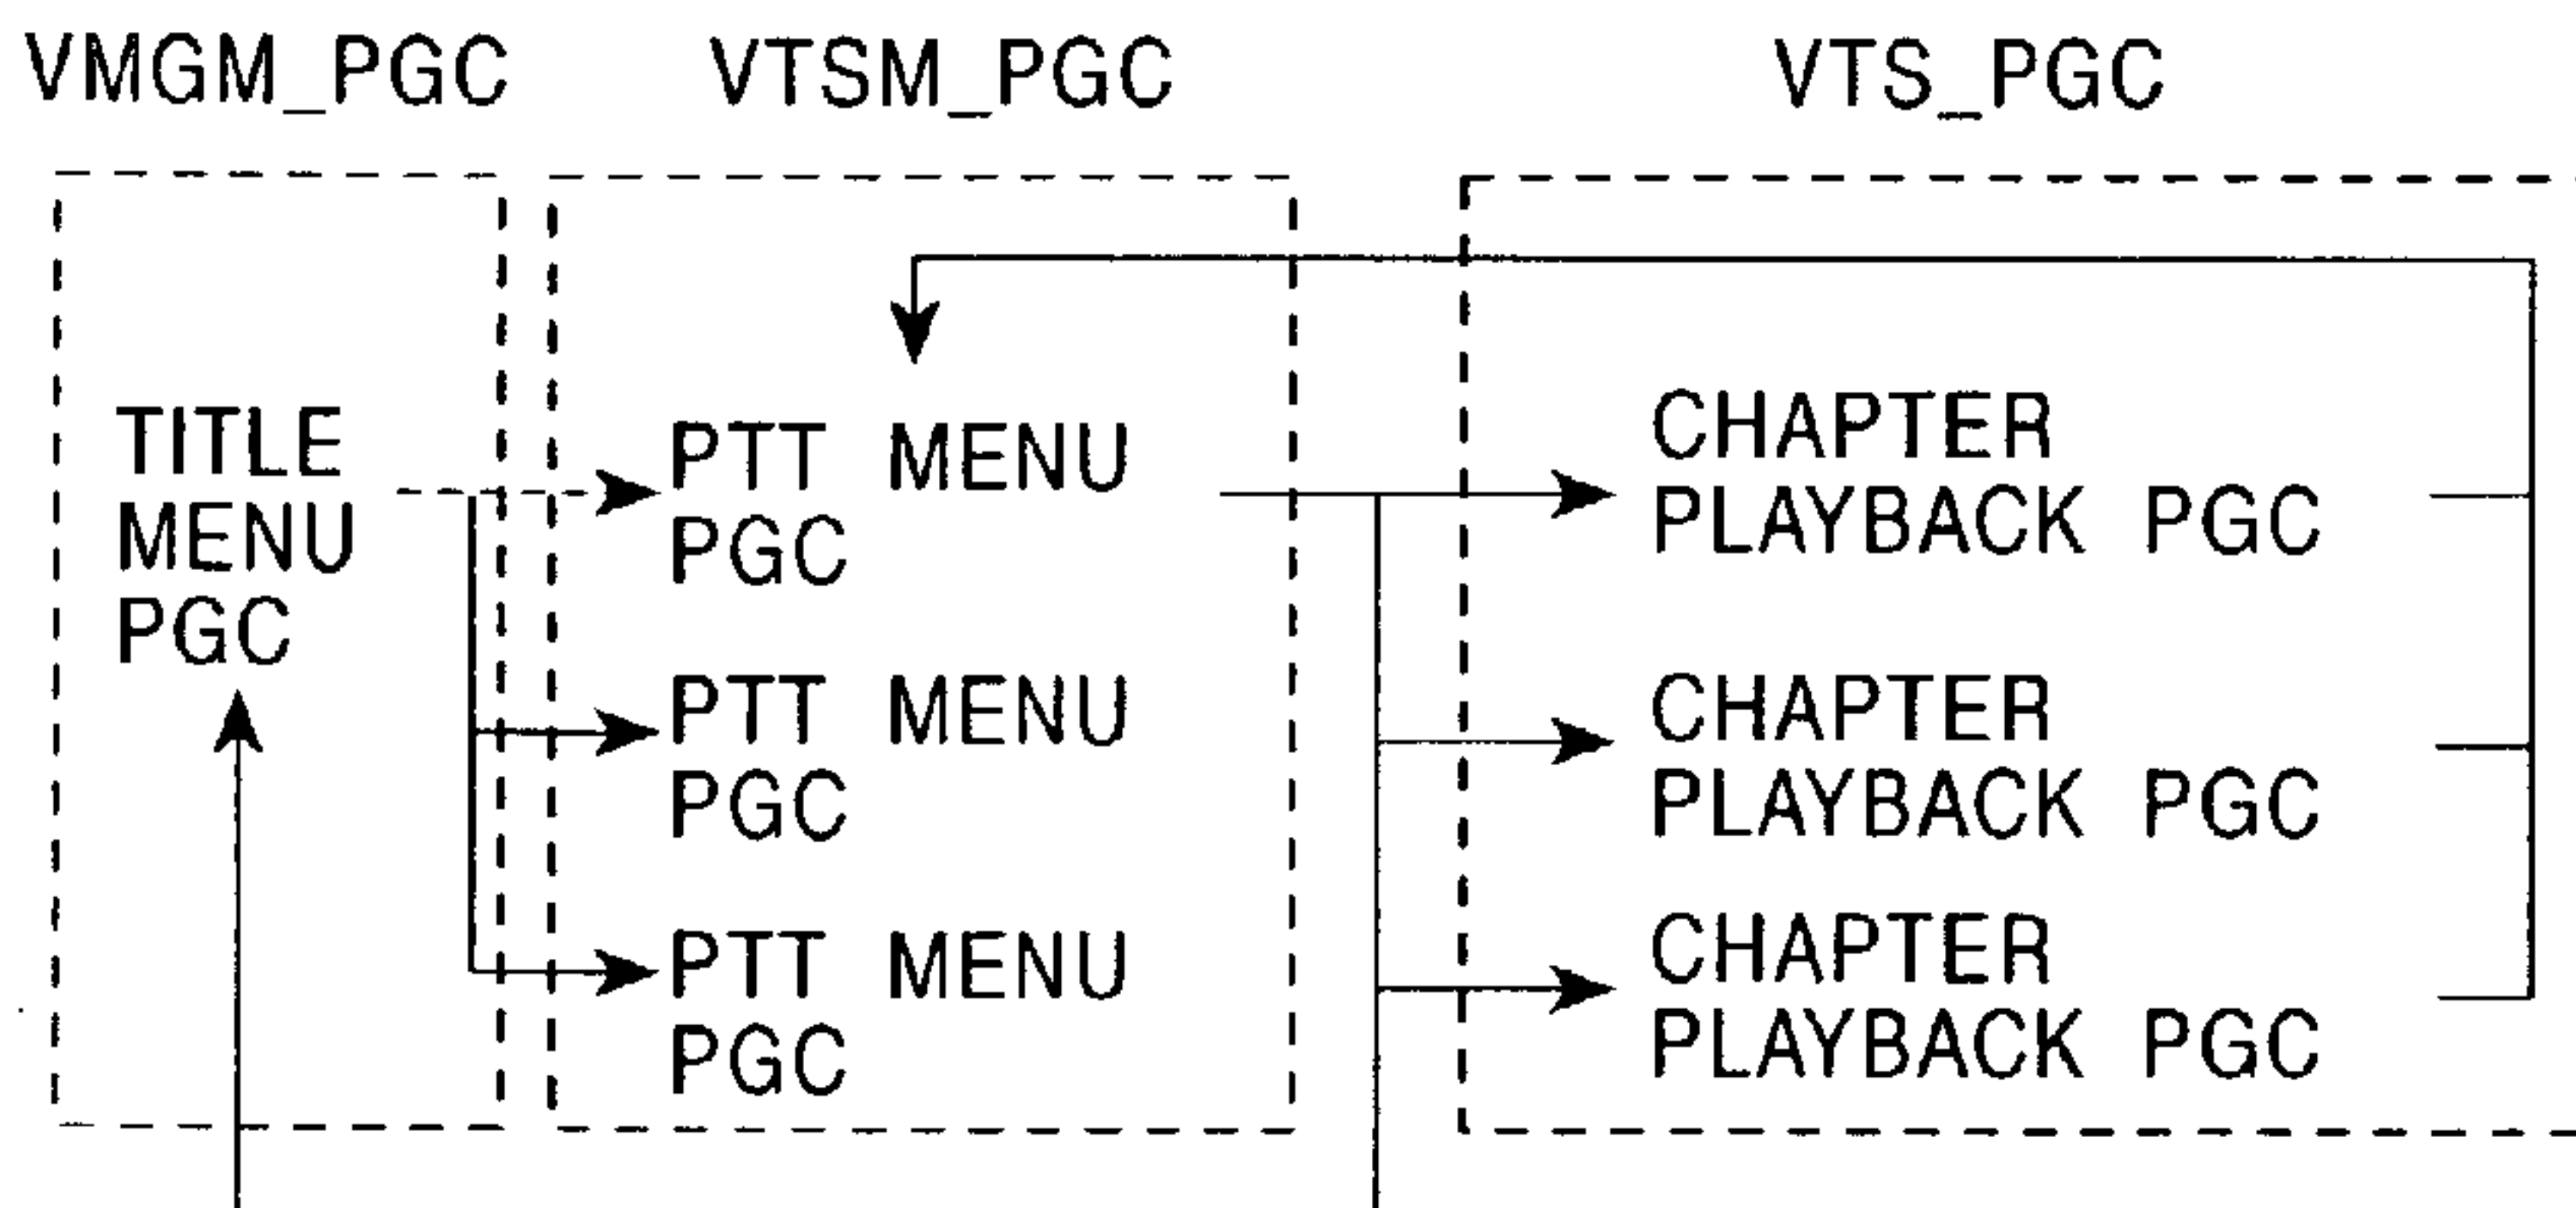 VMGM_PGC
VTSM_PGC
VTS_PGC
TITLE
MENU
PGC
PTT MENU
PGC
PTT MENU
PGC
PTT MENU
PGC
CHAPTER
PLAYBACK PGC
CHAPTER
PLAYBACK PGC
CHAPTER
PLAYBACK PGC